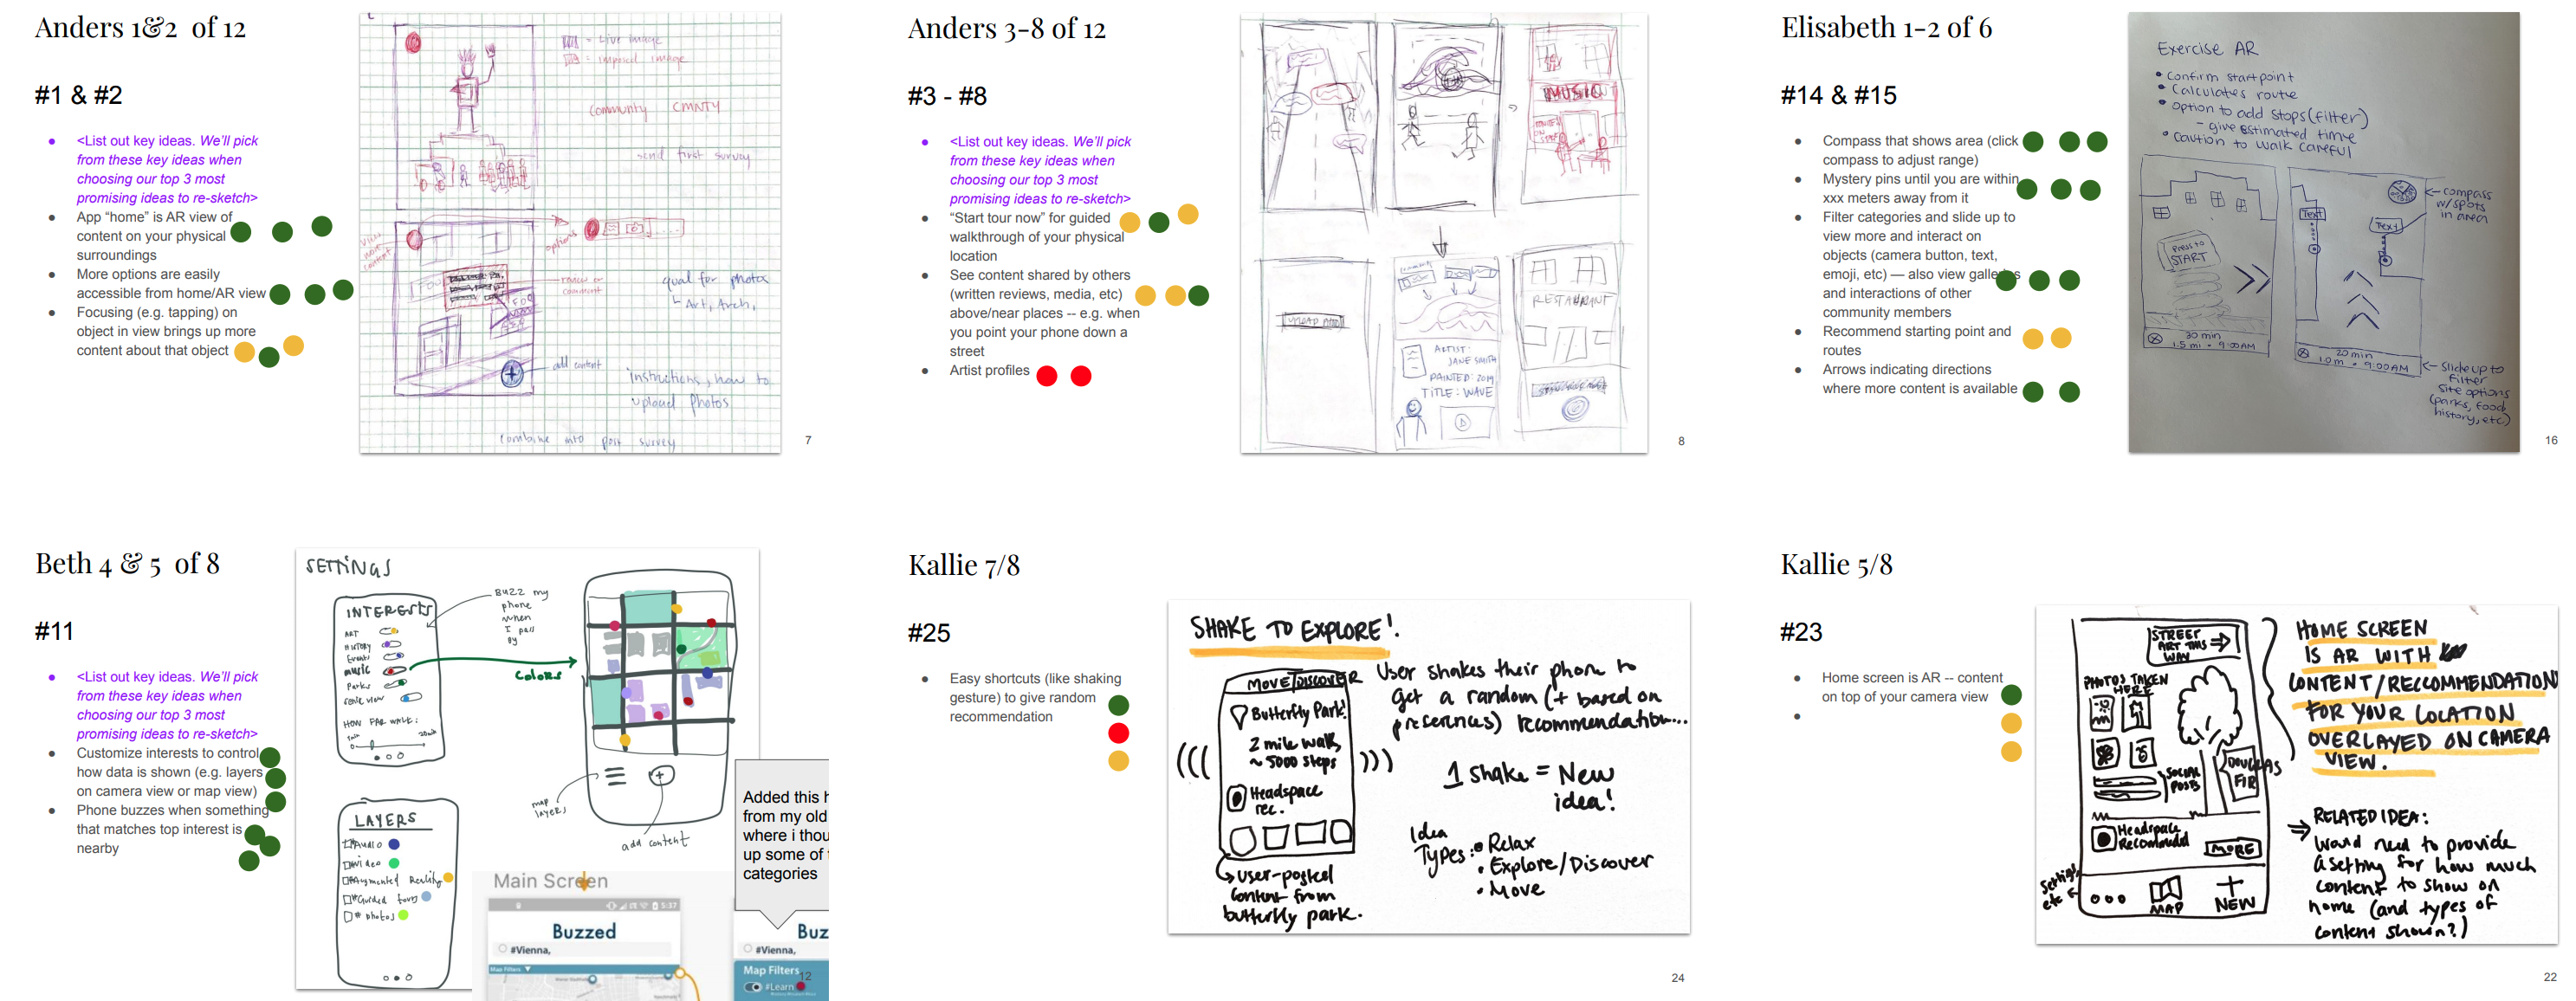 Anders 1&2 of 12
#1 & #2
<List out key ideas. We'll pick
from these key ideas when
choosing our top 3 most
promising ideas to re-sketch>
App "home" is AR view of
content on your physical
surroundings
More options are easily
accessible from home/AR view
Focusing (e.g. tapping) on
object in view brings up more
content about that object
= Live image
= imposed image
community CMNTY
send first survey
view
content
options
review or
comment
qual for photos
Art, Arch,
add content
instructions, how to
upload photos
combine into post survey
7
Anders 3-8 of 12
#3 - #8
<List out key ideas. We'll pick
from these key ideas when
choosing our top 3 most
promising ideas to re-sketch>
"Start tour now" for guided
walkthrough of your physical
location
See content shared by others
(written reviews, media, etc)
above/near places -- e.g. when
you point your phone down a
street
Artist profiles
MUSIC
RESTAURANT
ARTIST:
JANE SMITH
PAINTED: 2019
TITLE: WAVE
8
Elisabeth 1-2 of 6
#14 & #15
Compass that shows area (click
compass to adjust range)
Mystery pins until you are within
xxx meters away from it
Filter categories and slide up to
view more and interact on
objects (camera button, text,
emoji, etc) — also view galleries
and interactions of other
community members
Recommend starting point and
routes
Arrows indicating directions
where more content is available
Exercise AR
• Confirm startpoint
• Calculates route
• option to add stops (filter)
- give estimated time
• caution to walk careful
Press to
START
30 min
1.5 mi • 9:00AM
Text
Text
compass
w/spots
in area
20 min
1.0 m • 9:00AM
Slide up to
filter
site options
(parks, food,
history, etc)
16
Beth 4 & 5 of 8
#11
<List out key ideas. We'll pick
from these key ideas when
choosing our top 3 most
promising ideas to re-sketch>
Customize interests to control
how data is shown (e.g. layers
on camera view or map view)
Phone buzzes when something
that matches top interest is
nearby
SETTINGS
INTERESTS
ART
HISTORY
Events
music
Parks
scenic view
HOW FAR WALK:
BUZZ my
phone
when
I pass
by
Colors
map
layers
add content
LAYERS
Audio
Video
Augmented Reality
Guided tours
photos
Added this h
from my old
where i thou
up some of
categories
Main Screen
5:37
Buzzed
#Vienna,
Map Filters
Buz
#Vienna,
Map Filters
#Learn
12
Kallie 7/8
#25
Easy shortcuts (like shaking
gesture) to give random
recommendation
SHAKE TO EXPLORE!
MOVE/DISCOVER
Butterfly Park!
2 mile walk,
~ 5000 steps
Headspace
rec.
user-posted
content from
butterfly park.
User shakes their phone to
get a random (+ based on
preferences) recommendation...
1 shake = New
idea!
Idea
Types: • Relax
• Explore/Discover
• Move
24
Kallie 5/8
#23
Home screen is AR -- content
on top of your camera view
STREET
ART THIS
WAY
PHOTOS TAKEN
HERE
SOCIAL
POSTS
DOUGLAS
FIR
Headspace
Recommended
MORE
Settings
etc
MAP
NEW
HOME SCREEN
IS AR WITH
CONTENT/RECCOMMENDATION
FOR YOUR LOCATION
OVERLAYED ON CAMERA
VIEW.
RELATED IDEA:
Would need to provide
a setting for how much
content to show on
home (and types of
content shown?)
22